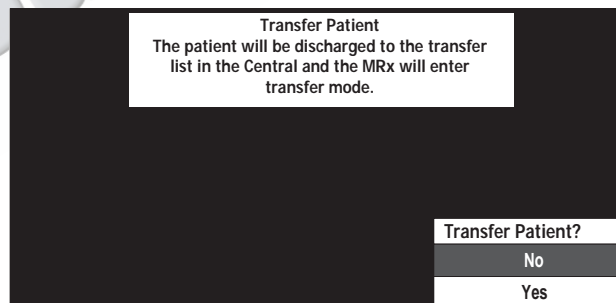 Transfer Patient
The patient will be discharged to the transfer
list in the Central and the MRx will enter
transfer mode.
Transfer Patient?
No
Yes